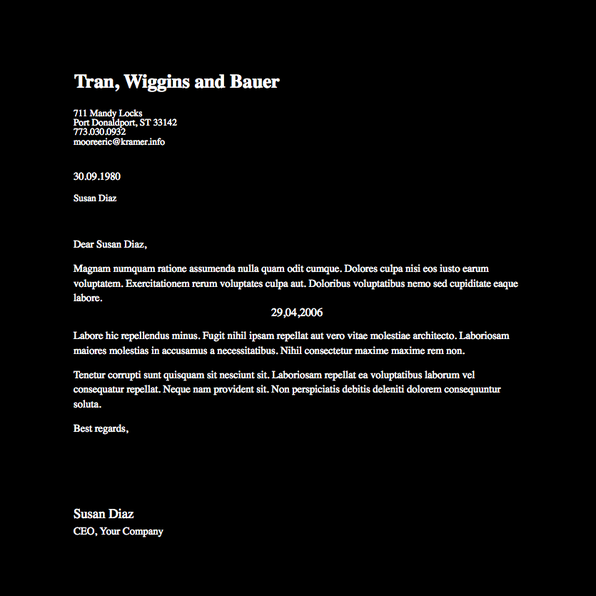 Tran, Wiggins and Bauer
711 Mandy Locks
Port Donaldport, ST 33142
773.030.0932
mooreeric@kramer.info
30.09.1980
Susan Diaz
Dear Susan Diaz,
Magnam numquam ratione assumenda nulla quam odit cumque. Dolores culpa nisi eos iusto earum
voluptatem. Exercitationem rerum voluptates culpa aut. Doloribus voluptatibus nemo sed cupiditate eaque
labore.
29,04,2006
Labore hic repellendus minus. Fugit nihil ipsam repellat aut vero vitae molestiae architecto. Laboriosam
maiores molestias in accusamus a necessitatibus. Nihil consectetur maxime maxime rem non.
Tenetur corrupti sunt quisquam sit nesciunt sit. Laboriosam repellat ea voluptatibus laborum vel
consequatur repellat. Neque nam provident sit. Non perspiciatis debitis deleniti dolorem consequuntur
soluta.
Best regards,
Susan Diaz
CEO, Your Company